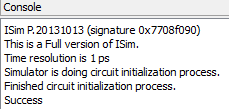 Console
ISim P.20131013 (signature 0x7708f090)
This is a Full version of ISim.
Time resolution is 1 ps
Simulator is doing circuit initialization process.
Finished circuit initialization process.
Success